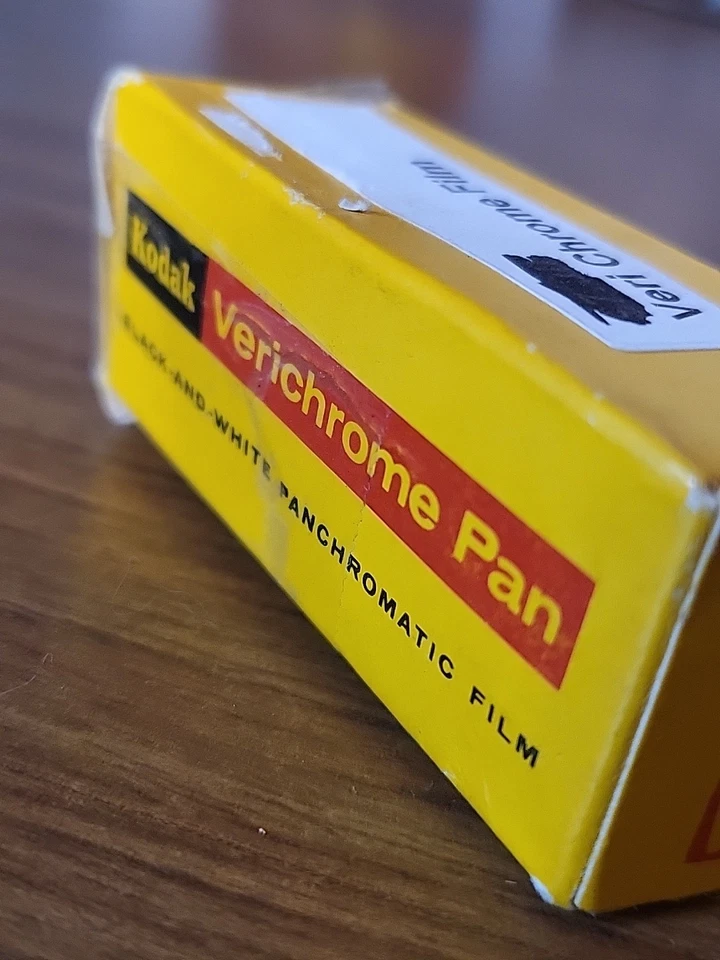 Veri Chrome Film
Kodak Verichrome Pan
BLACK-AND-WHITE PANCHROMATIC FILM